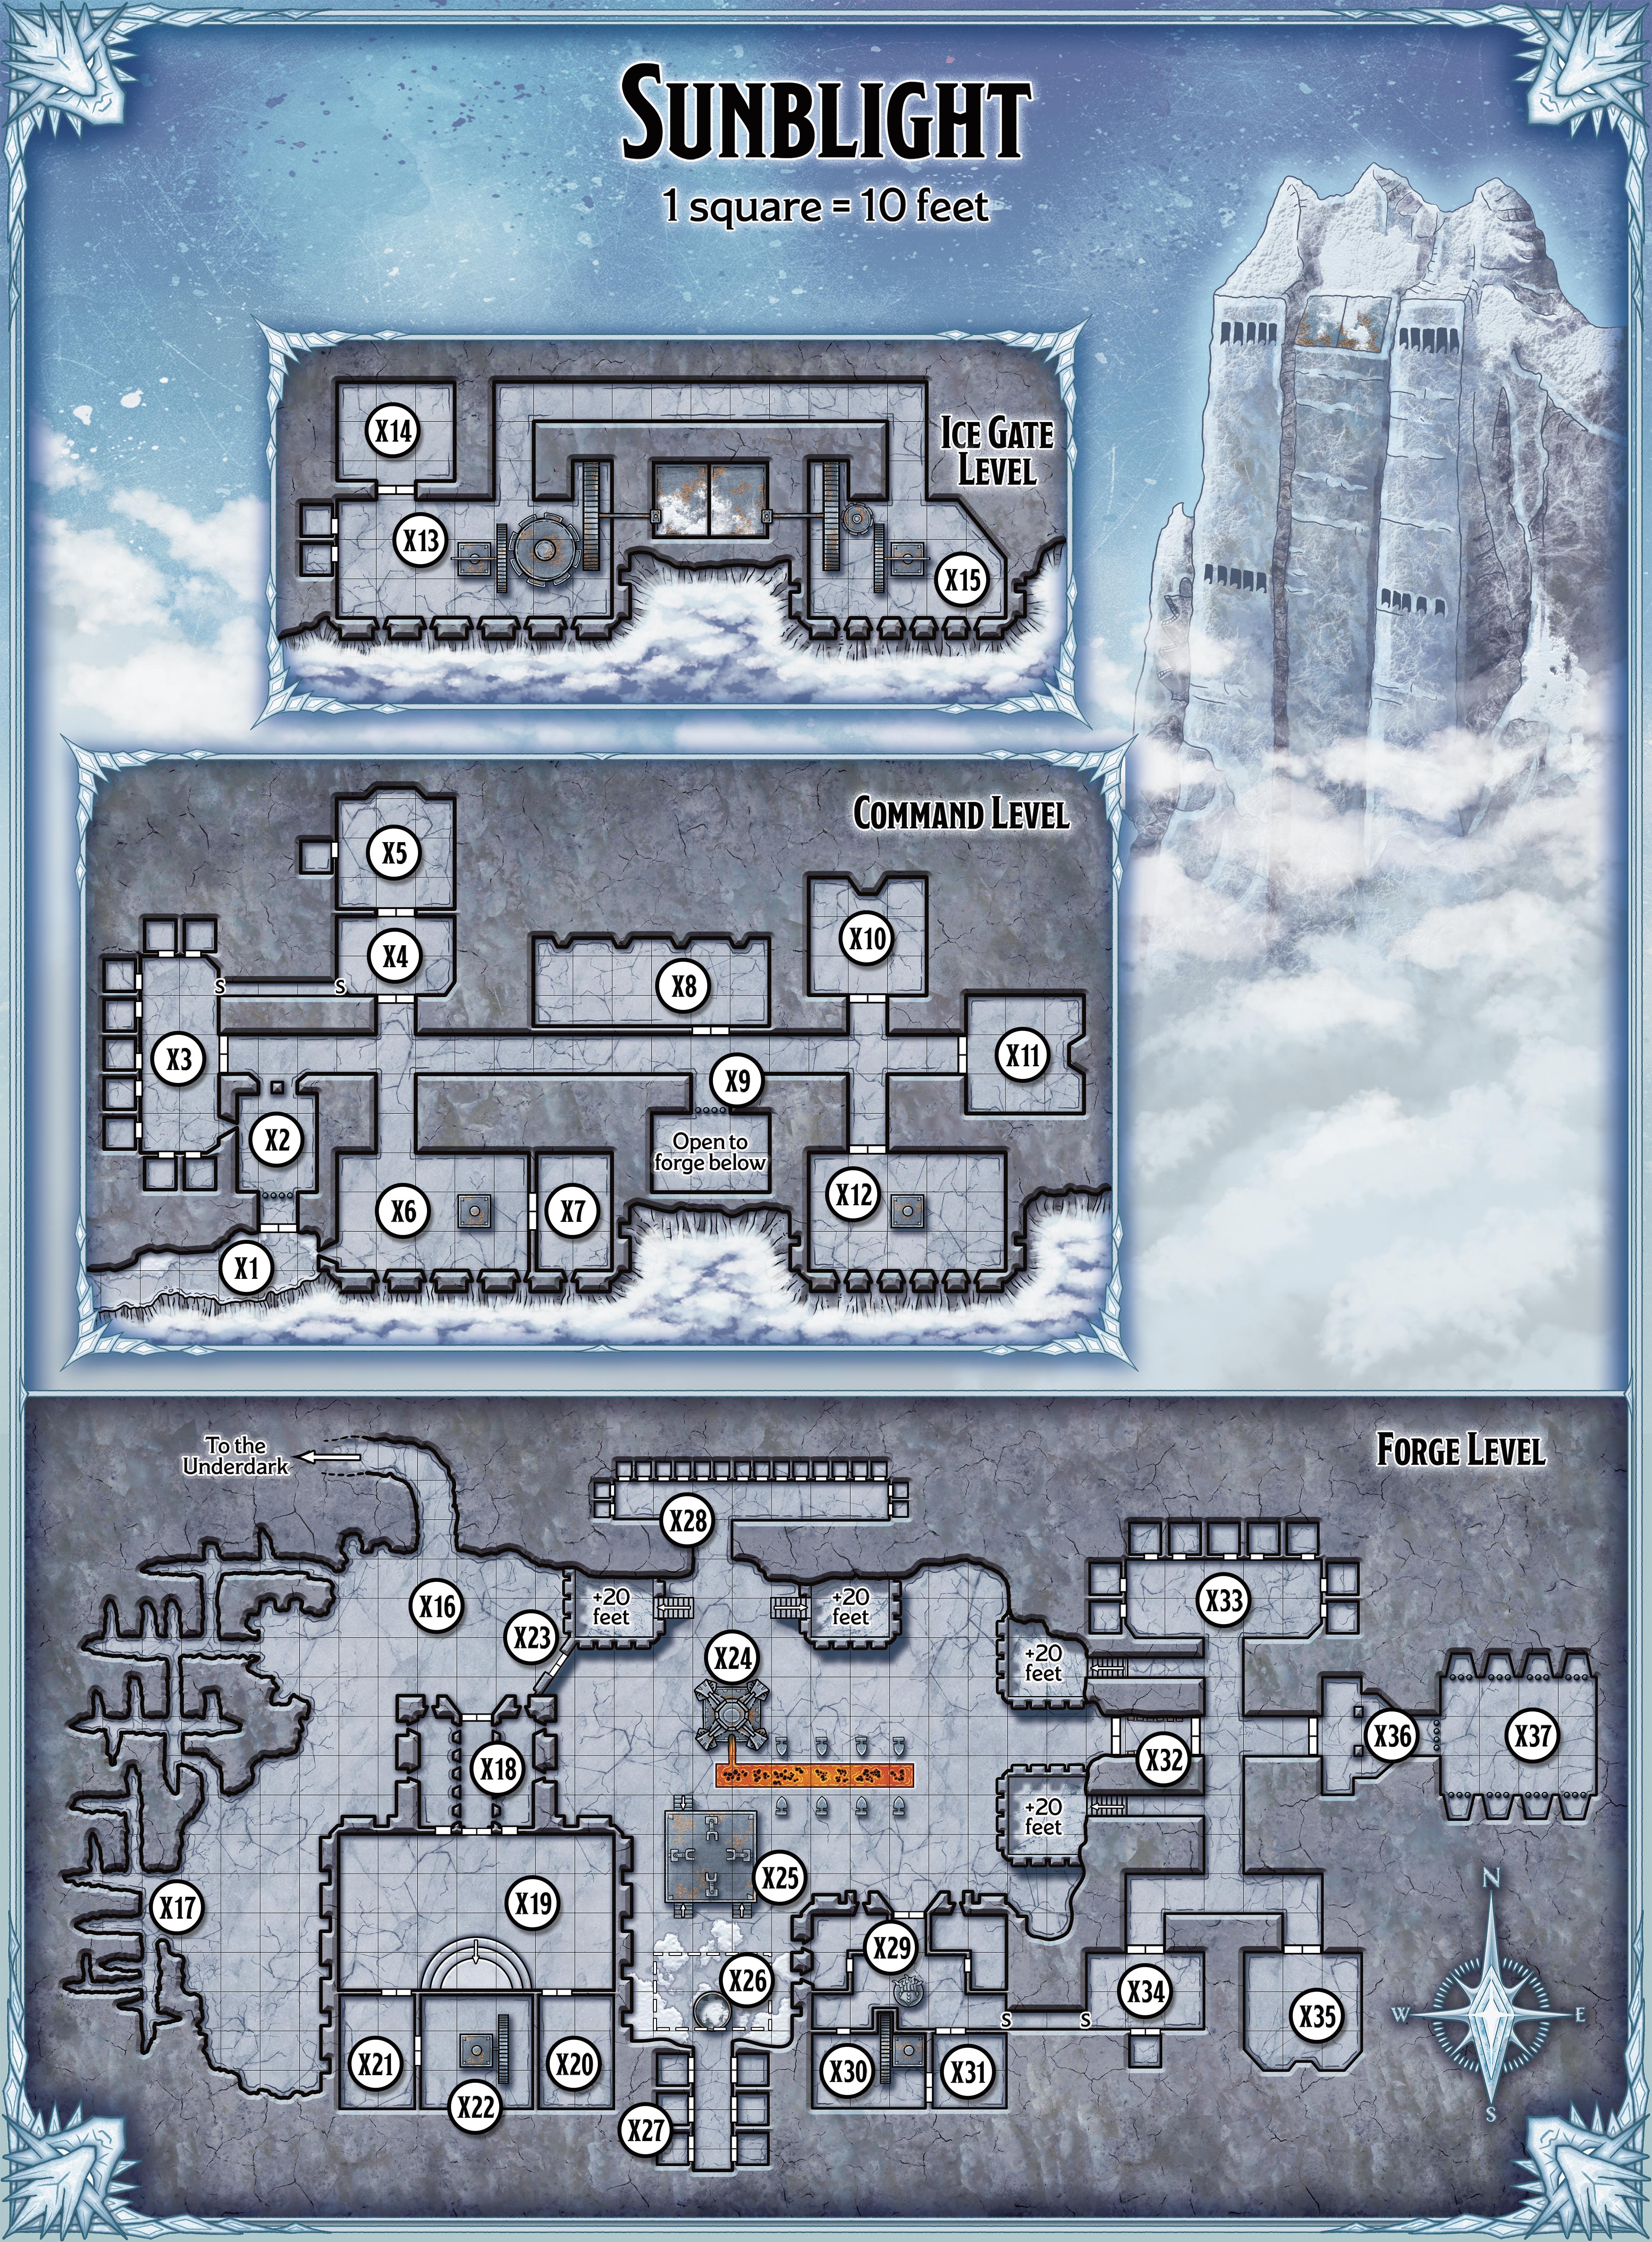 SUNBLIGHT
1 square = 10 feet
ICE GATE
LEVEL
X14
X13
X15
COMMAND LEVEL
X5
X4
X10
X8
X3
X11
X9
X2
Open to
forge below
X6
X7
X12
X1
S
S
FORGE LEVEL
To the
Underdark
X28
X16
+20
feet
+20
feet
X33
X23
X24
+20
feet
X18
X32
X36
X37
+20
feet
X17
X19
X25
X29
X26
X34
X35
S
S
X21
X20
X22
X30
X31
X27
N
W
E
S